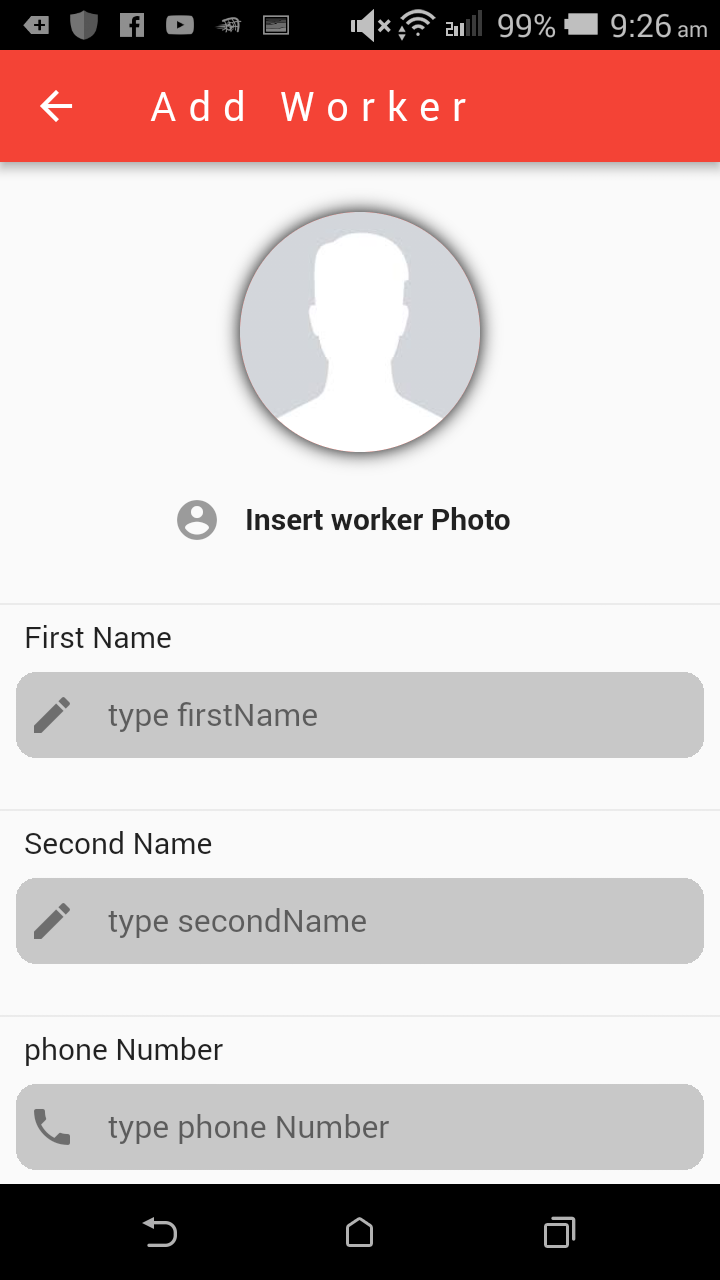 99% 9:26 am
Add Worker
Insert worker Photo
First Name
type firstName
Second Name
type secondName
phone Number
type phone Number